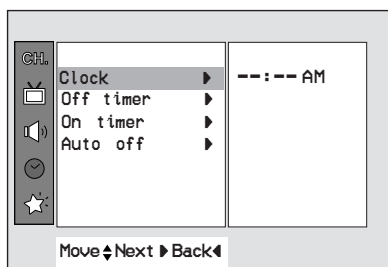 CH.
Clock --:-- AM
Off timer
On timer
Auto off
Move Next Back